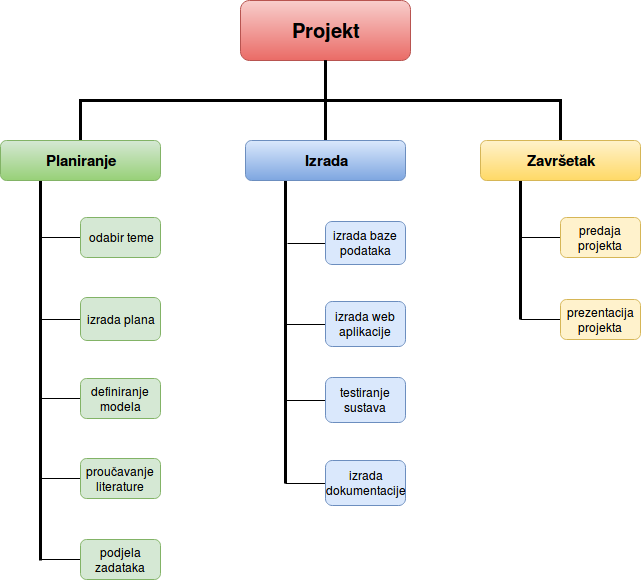 Projekt
Planiranje
odabir teme
izrada plana
definiranje
modela
proučavanje
literature
podjela
zadataka
Izrada
izrada baze
podataka
izrada web
aplikacije
testiranje
sustava
izrada
dokumentacije
Završetak
predaja
projekta
prezentacija
projekta